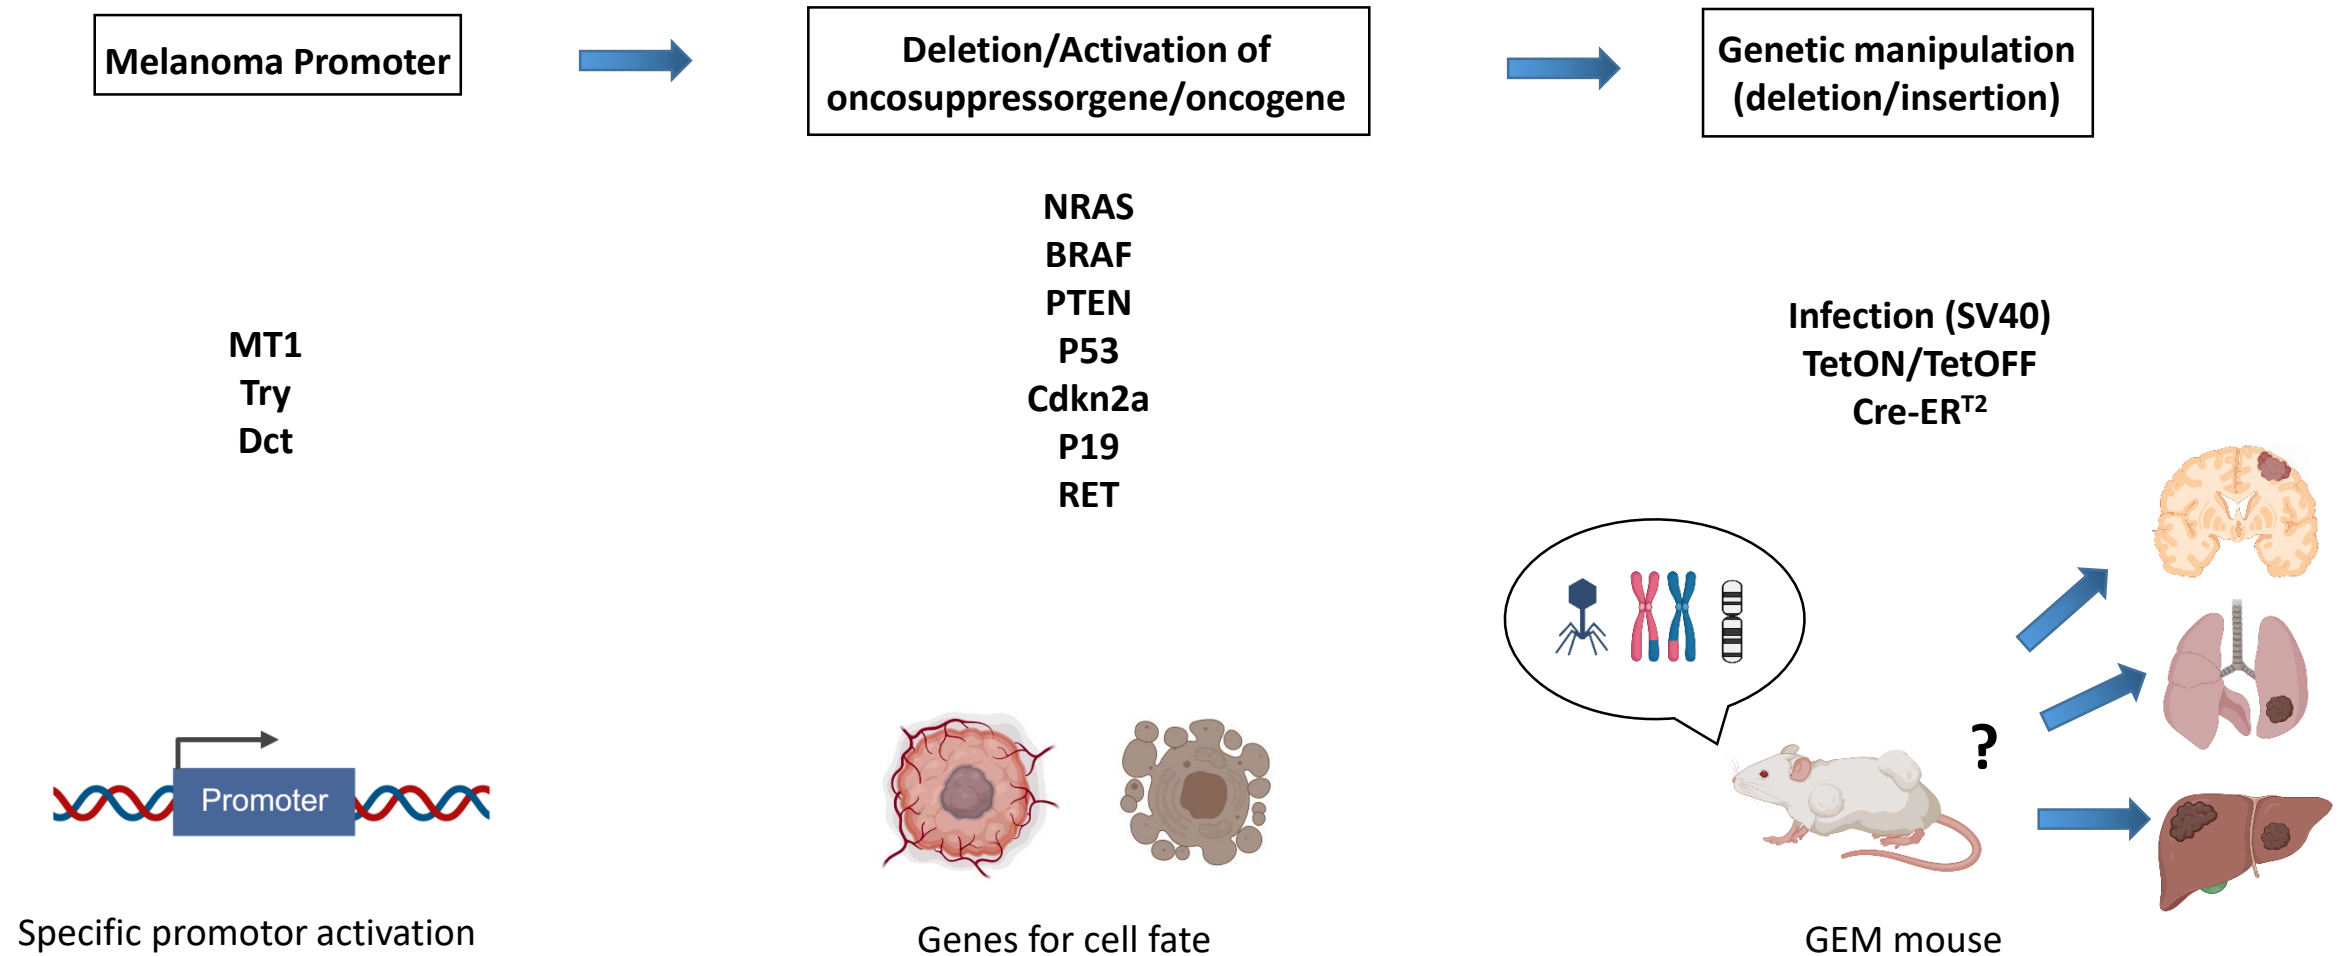 Melanoma Promoter
Deletion/Activation of
oncosuppressorgene/oncogene
Genetic manipulation
(deletion/insertion)
MT1
Try
Dct
NRAS
BRAF
PTEN
P53
Cdkn2a
P19
RET
Infection (SV40)
TetON/TetOFF
Cre-ERᵀ²
?
Promoter
Specific promotor activation
Genes for cell fate
GEM mouse